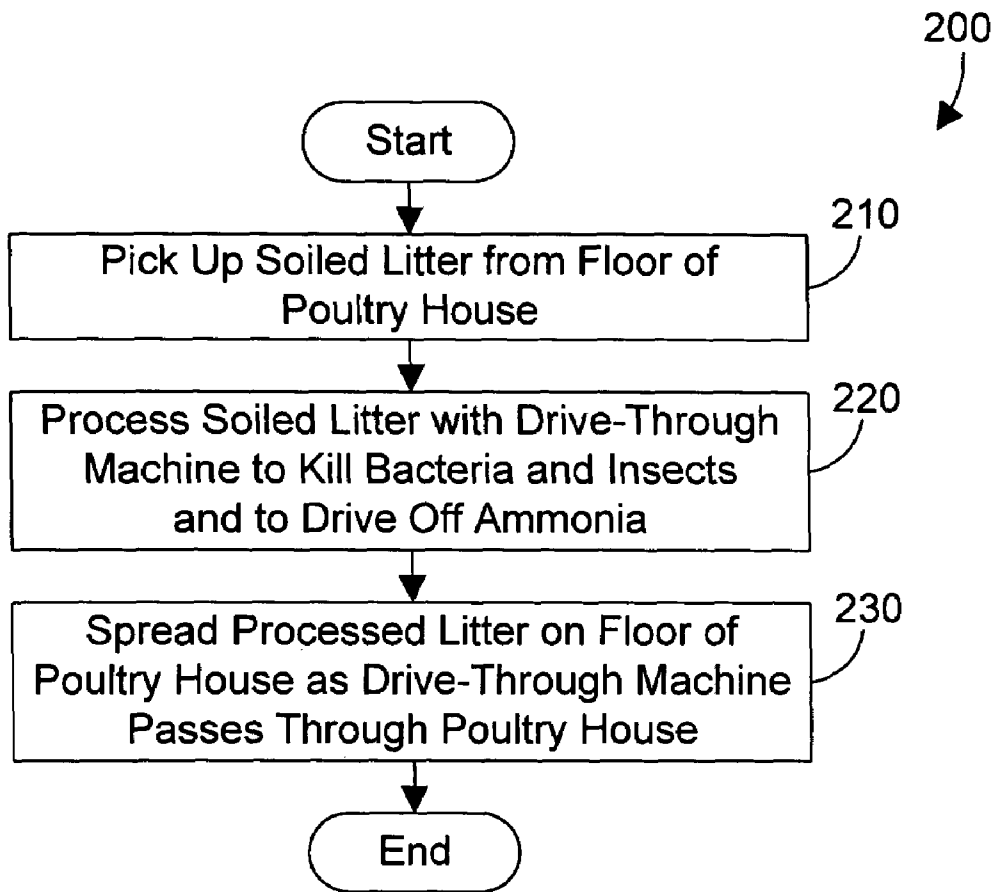 200
Start
210
Pick Up Soiled Litter from Floor of
Poultry House
220
Process Soiled Litter with Drive-Through
Machine to Kill Bacteria and Insects
and to Drive Off Ammonia
230
Spread Processed Litter on Floor of
Poultry House as Drive-Through Machine
Passes Through Poultry House
End